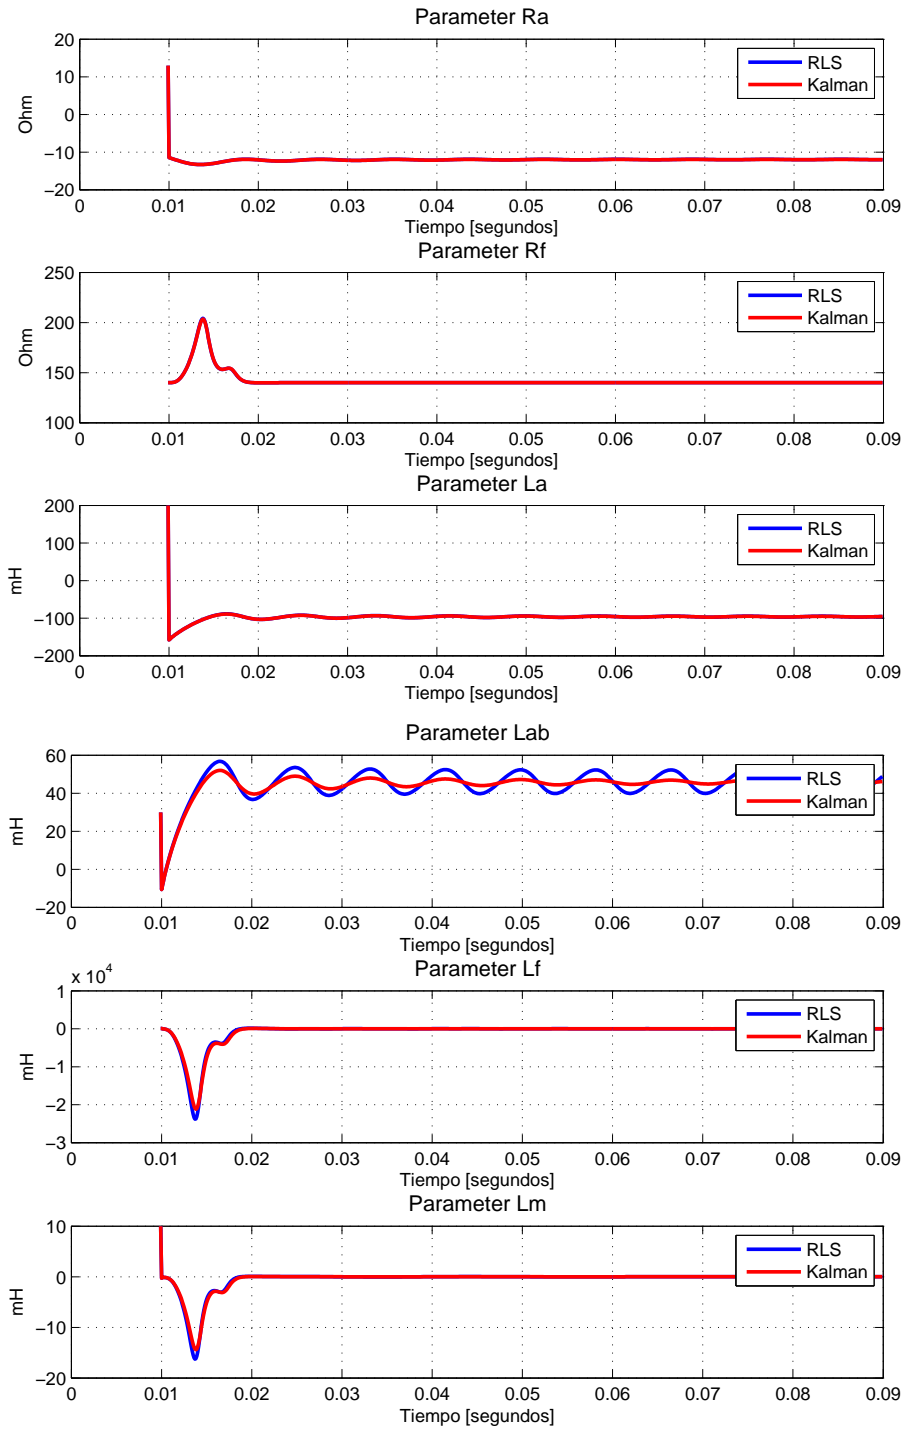 Parameter Ra
20
10
0
−10
−20
Ohm
RLS
Kalman
0 0.01 0.02 0.03 0.04 0.05 0.06 0.07 0.08 0.09
Tiempo [segundos]
Parameter Rf
250
200
150
100
Ohm
RLS
Kalman
0 0.01 0.02 0.03 0.04 0.05 0.06 0.07 0.08 0.09
Tiempo [segundos]
Parameter La
200
100
0
−100
−200
mH
RLS
Kalman
0 0.01 0.02 0.03 0.04 0.05 0.06 0.07 0.08 0.09
Tiempo [segundos]
Parameter Lab
60
40
20
0
−20
mH
RLS
Kalman
0 0.01 0.02 0.03 0.04 0.05 0.06 0.07 0.08 0.09
Tiempo [segundos]
Parameter Lf
x 10^4
1
0
−1
−2
−3
mH
RLS
Kalman
0 0.01 0.02 0.03 0.04 0.05 0.06 0.07 0.08 0.09
Tiempo [segundos]
Parameter Lm
10
0
−10
−20
mH
RLS
Kalman
0 0.01 0.02 0.03 0.04 0.05 0.06 0.07 0.08 0.09
Tiempo [segundos]